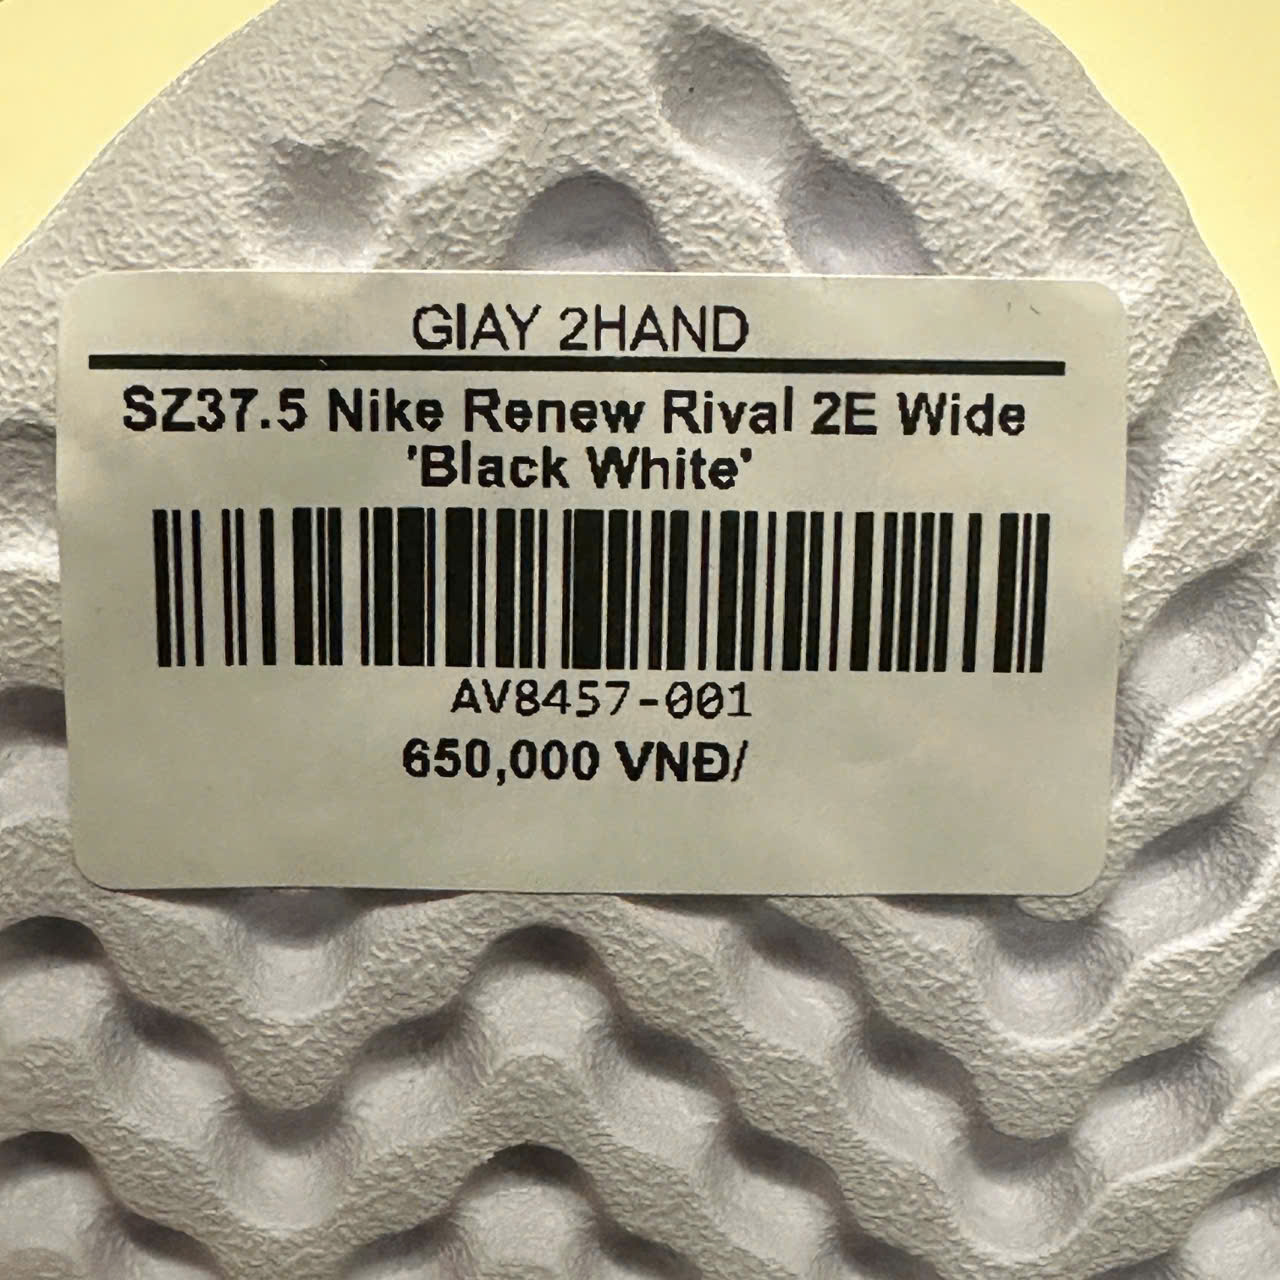 GIAY 2HAND
SZ37.5 Nike Renew Rival 2E Wide
'Black White'
AV8457-001
650,000 VNĐ/